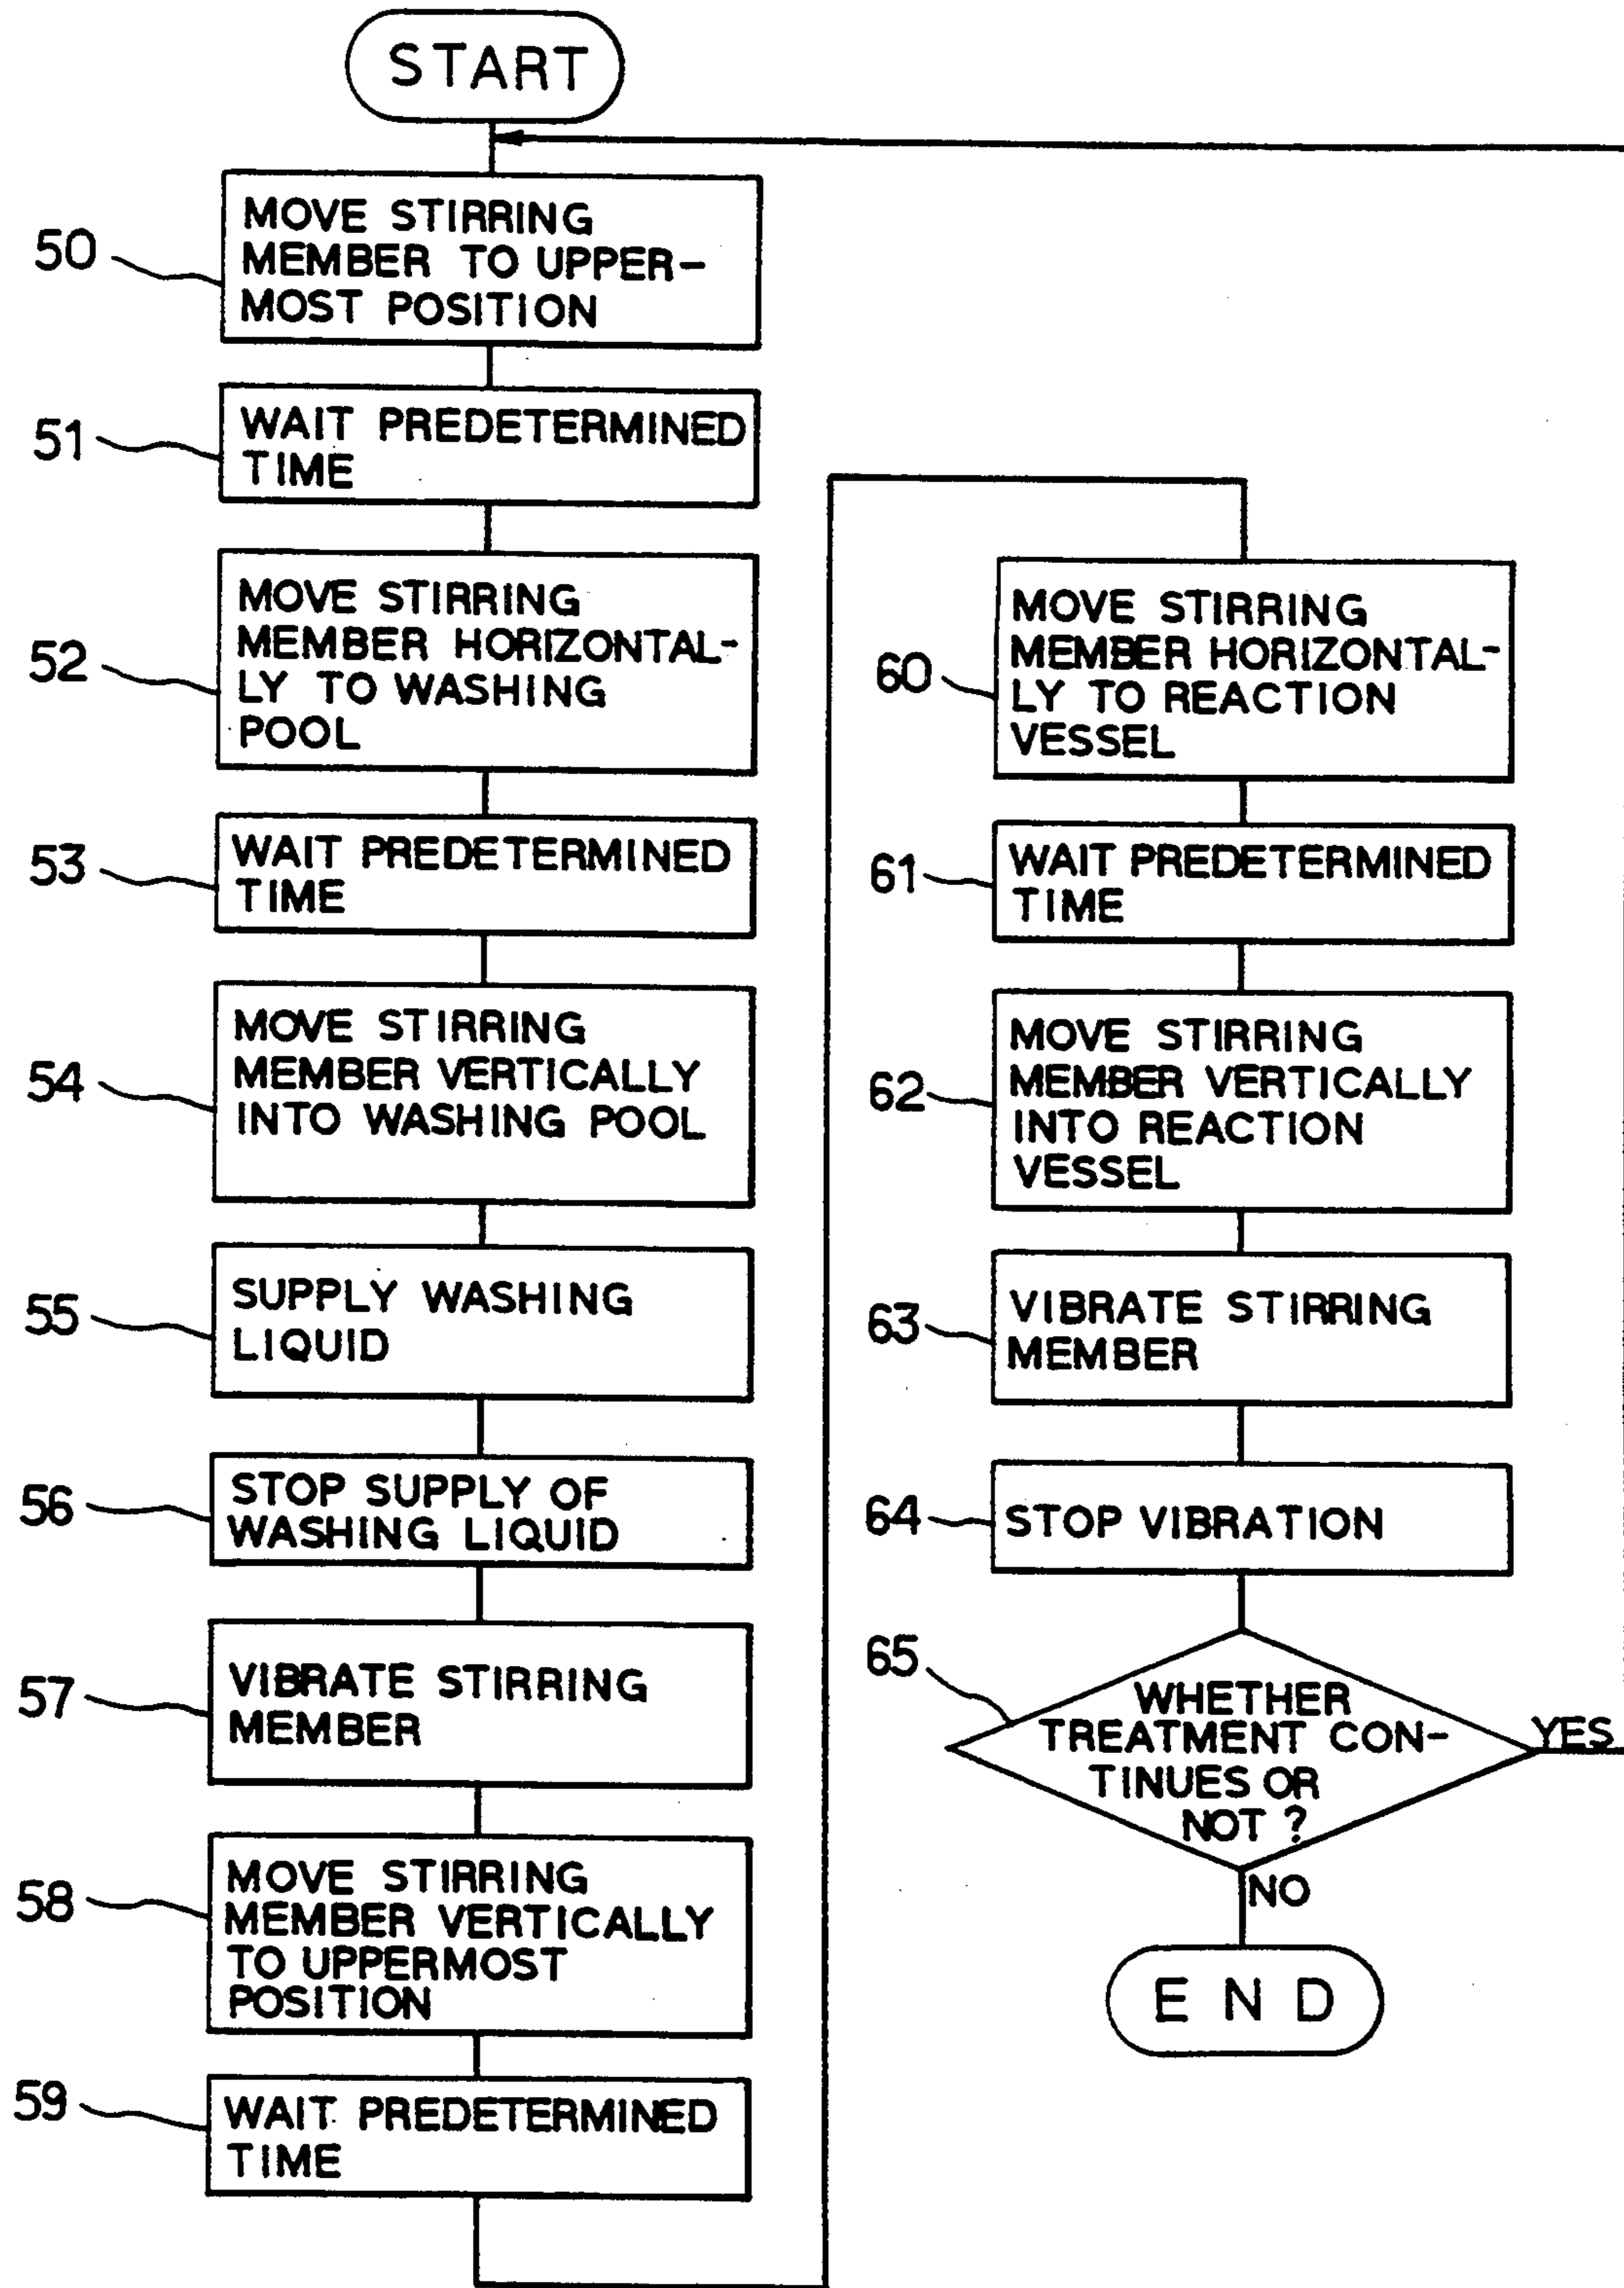 START
50
MOVE STIRRING
MEMBER TO UPPER-
MOST POSITION
51
WAIT PREDETERMINED
TIME
52
MOVE STIRRING
MEMBER HORIZONTAL-
LY TO WASHING
POOL
53
WAIT PREDETERMINED
TIME
54
MOVE STIRRING
MEMBER VERTICALLY
INTO WASHING POOL
55
SUPPLY WASHING
LIQUID
56
STOP SUPPLY OF
WASHING LIQUID
57
VIBRATE STIRRING
MEMBER
58
MOVE STIRRING
MEMBER VERTICALLY
TO UPPERMOST
POSITION
59
WAIT PREDETERMINED
TIME
60
MOVE STIRRING
MEMBER HORIZONTAL-
LY TO REACTION
VESSEL
61
WAIT PREDETERMINED
TIME
62
MOVE STIRRING
MEMBER VERTICALLY
INTO REACTION
VESSEL
63
VIBRATE STIRRING
MEMBER
64
STOP VIBRATION
65
WHETHER
TREATMENT CON-
TINUES OR
NOT ?
YES
NO
END